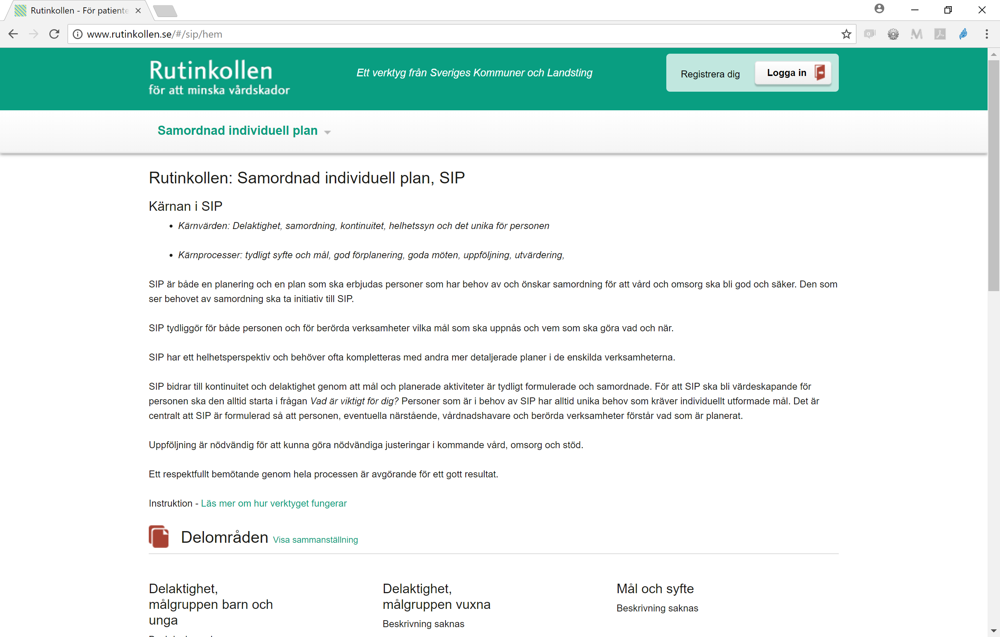 Rutinkollen - För patiente
www.rutinkollen.se/#/sip/hem
Rutinkollen
för att minska vårdskador
Ett verktyg från Sveriges Kommuner och Landsting
Registrera dig
Logga in
Samordnad individuell plan
Rutinkollen: Samordnad individuell plan, SIP
Kärnan i SIP
• Kärnvärden: Delaktighet, samordning, kontinuitet, helhetssyn och det unika för personen
• Kärnprocesser: tydligt syfte och mål, god förplanering, goda möten, uppföljning, utvärdering,
SIP är både en planering och en plan som ska erbjudas personer som har behov av och önskar samordning för att vård och omsorg ska bli god och säker. Den som
ser behovet av samordning ska ta initiativ till SIP.
SIP tydliggör för både personen och för berörda verksamheter vilka mål som ska uppnås och vem som ska göra vad och när.
SIP har ett helhetsperspektiv och behöver ofta kompletteras med andra mer detaljerade planer i de enskilda verksamheterna.
SIP bidrar till kontinuitet och delaktighet genom att mål och planerade aktiviteter är tydligt formulerade och samordnade. För att SIP ska bli värdeskapande för
personen ska den alltid starta i frågan Vad är viktigt för dig? Personer som är i behov av SIP har alltid unika behov som kräver individuellt utformade mål. Det är
centralt att SIP är formulerad så att personen, eventuella närstående, vårdnadshavare och berörda verksamheter förstår vad som är planerat.
Uppföljning är nödvändig för att kunna göra nödvändiga justeringar i kommande vård, omsorg och stöd.
Ett respektfullt bemötande genom hela processen är avgörande för ett gott resultat.
Instruktion - Läs mer om hur verktyget fungerar
Delområden Visa sammanställning
Delaktighet,
målgruppen barn och
unga
Delaktighet,
målgruppen vuxna
Beskrivning saknas
Mål och syfte
Beskrivning saknas